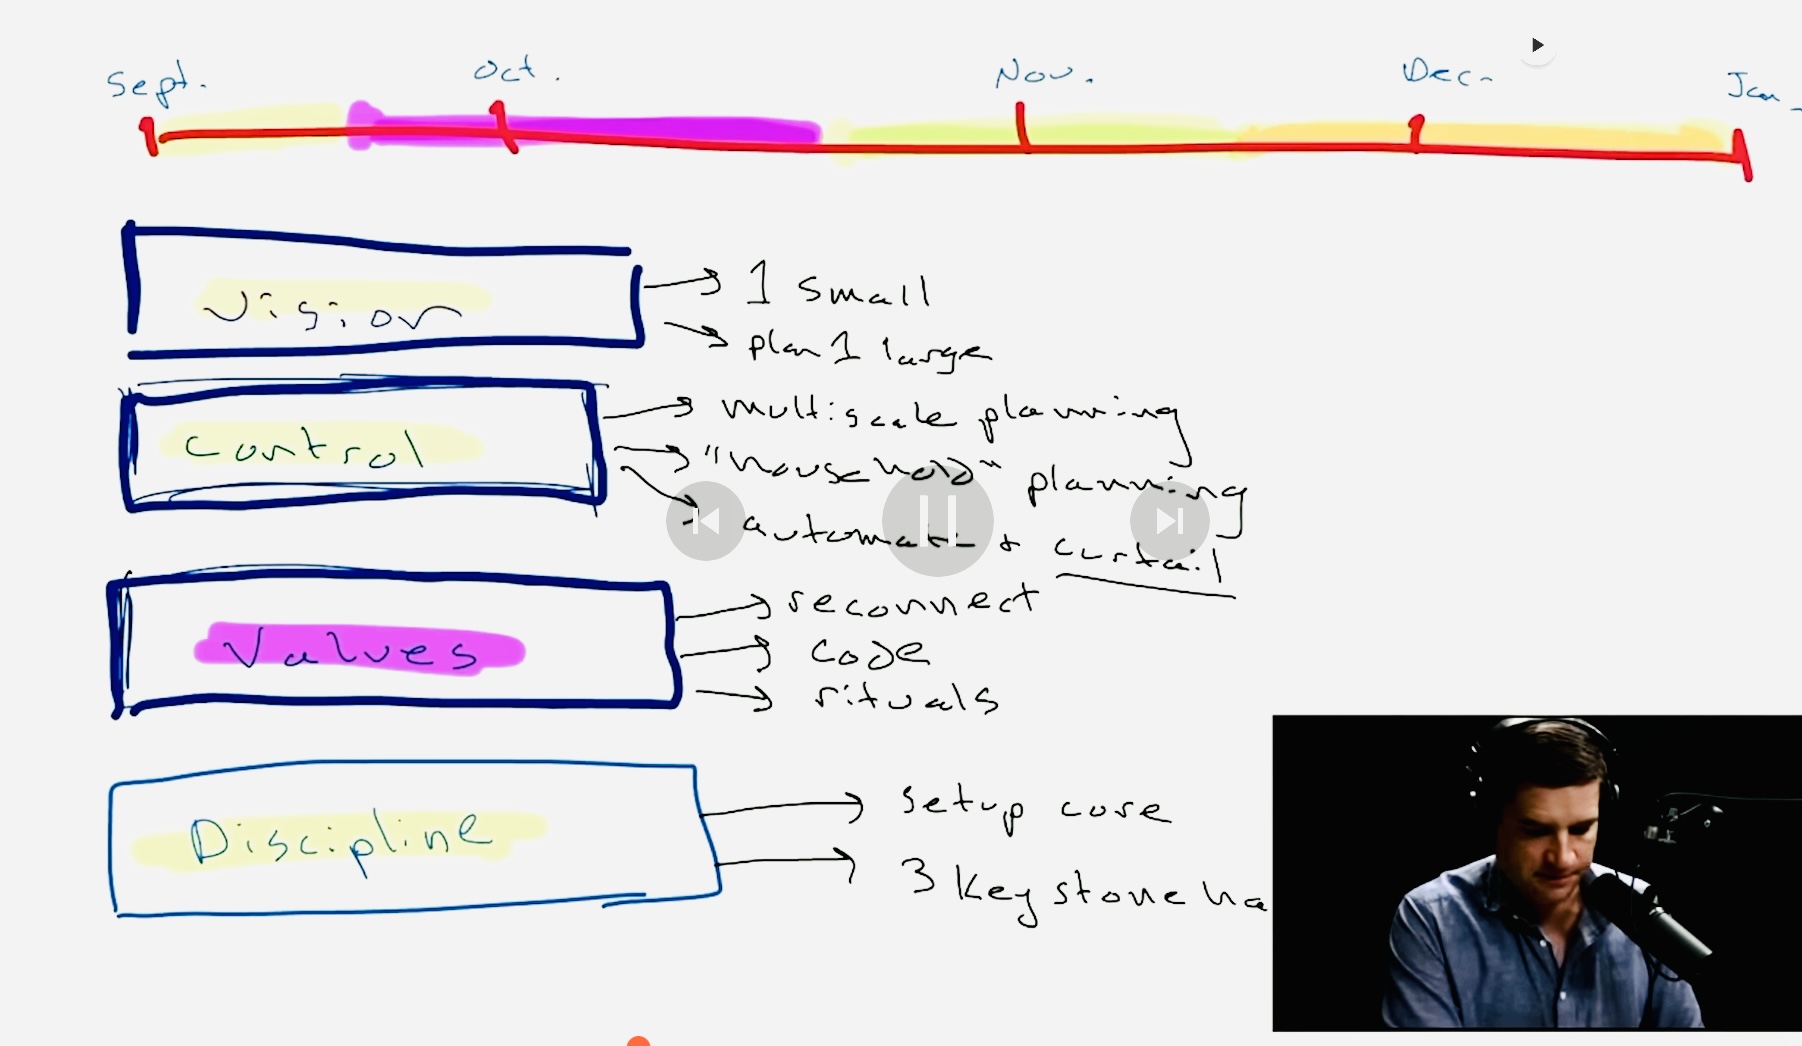 Sept.
Oct.
Nov.
Dec.
Jan
Vision
1 small
plan 1 large
Control
multiscale planning
"household" planning
automate + curtail
Values
reconnect
code
rituals
Discipline
setup core
3 Keystone ha